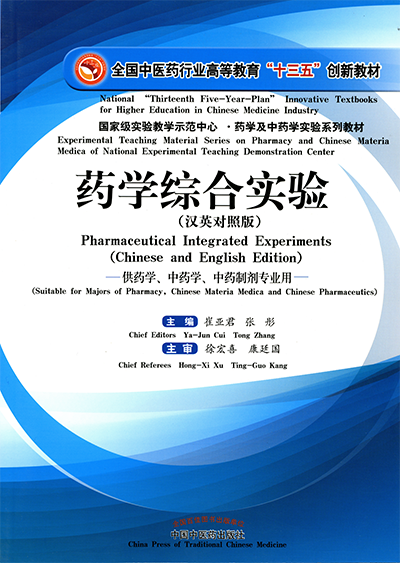 全国中医药行业高等教育“十三五”创新教材
National “Thirteenth Five-Year-Plan” Innovative Textbooks
for Higher Education in Chinese Medicine Industry
国家级实验教学示范中心·药学及中药学实验系列教材
Experimental Teaching Material Series on Pharmacy and Chinese Materia
Medica of National Experimental Teaching Demonstration Center
药学综合实验
(汉英对照版)
Pharmaceutical Integrated Experiments
(Chinese and English Edition)
—供药学、中药学、中药制剂专业用—
(Suitable for Majors of Pharmacy, Chinese Materia Medica and Chinese Pharmaceutics)
主编 崔亚君 张彤
Chief Editors Ya-Jun Cui Tong Zhang
主审 徐宏喜 康廷国
Chief Referees Hong-Xi Xu Ting-Guo Kang
中国中医药出版社
China Press of Traditional Chinese Medicine